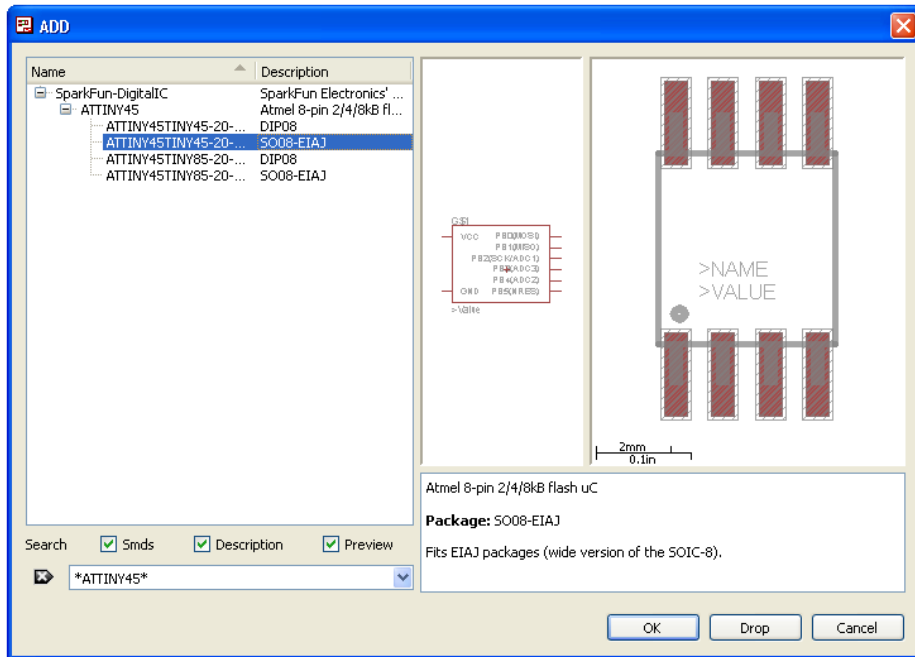 ADD
Name Description
SparkFun-DigitalIC SparkFun Electronics' ...
ATTINY45 Atmel 8-pin 2/4/8kB fl...
ATTINY45TINY45-20-... DIP08
ATTINY45TINY45-20-... SO08-EIAJ
ATTINY45TINY85-20-... DIP08
ATTINY45TINY85-20-... SO08-EIAJ
Search Smds Description Preview
*ATTINY45*
G$1
VCC PB0(MOSI)
PB1(MISO)
PB2(SCK/ADC1)
PB3(ADC3)
PB4(ADC2)
GND PB5(NRES)
>Value
>NAME
>VALUE
2mm
0.1in
Atmel 8-pin 2/4/8kB flash uC
Package: SO08-EIAJ
Fits EIAJ packages (wide version of the SOIC-8).
OK Drop Cancel